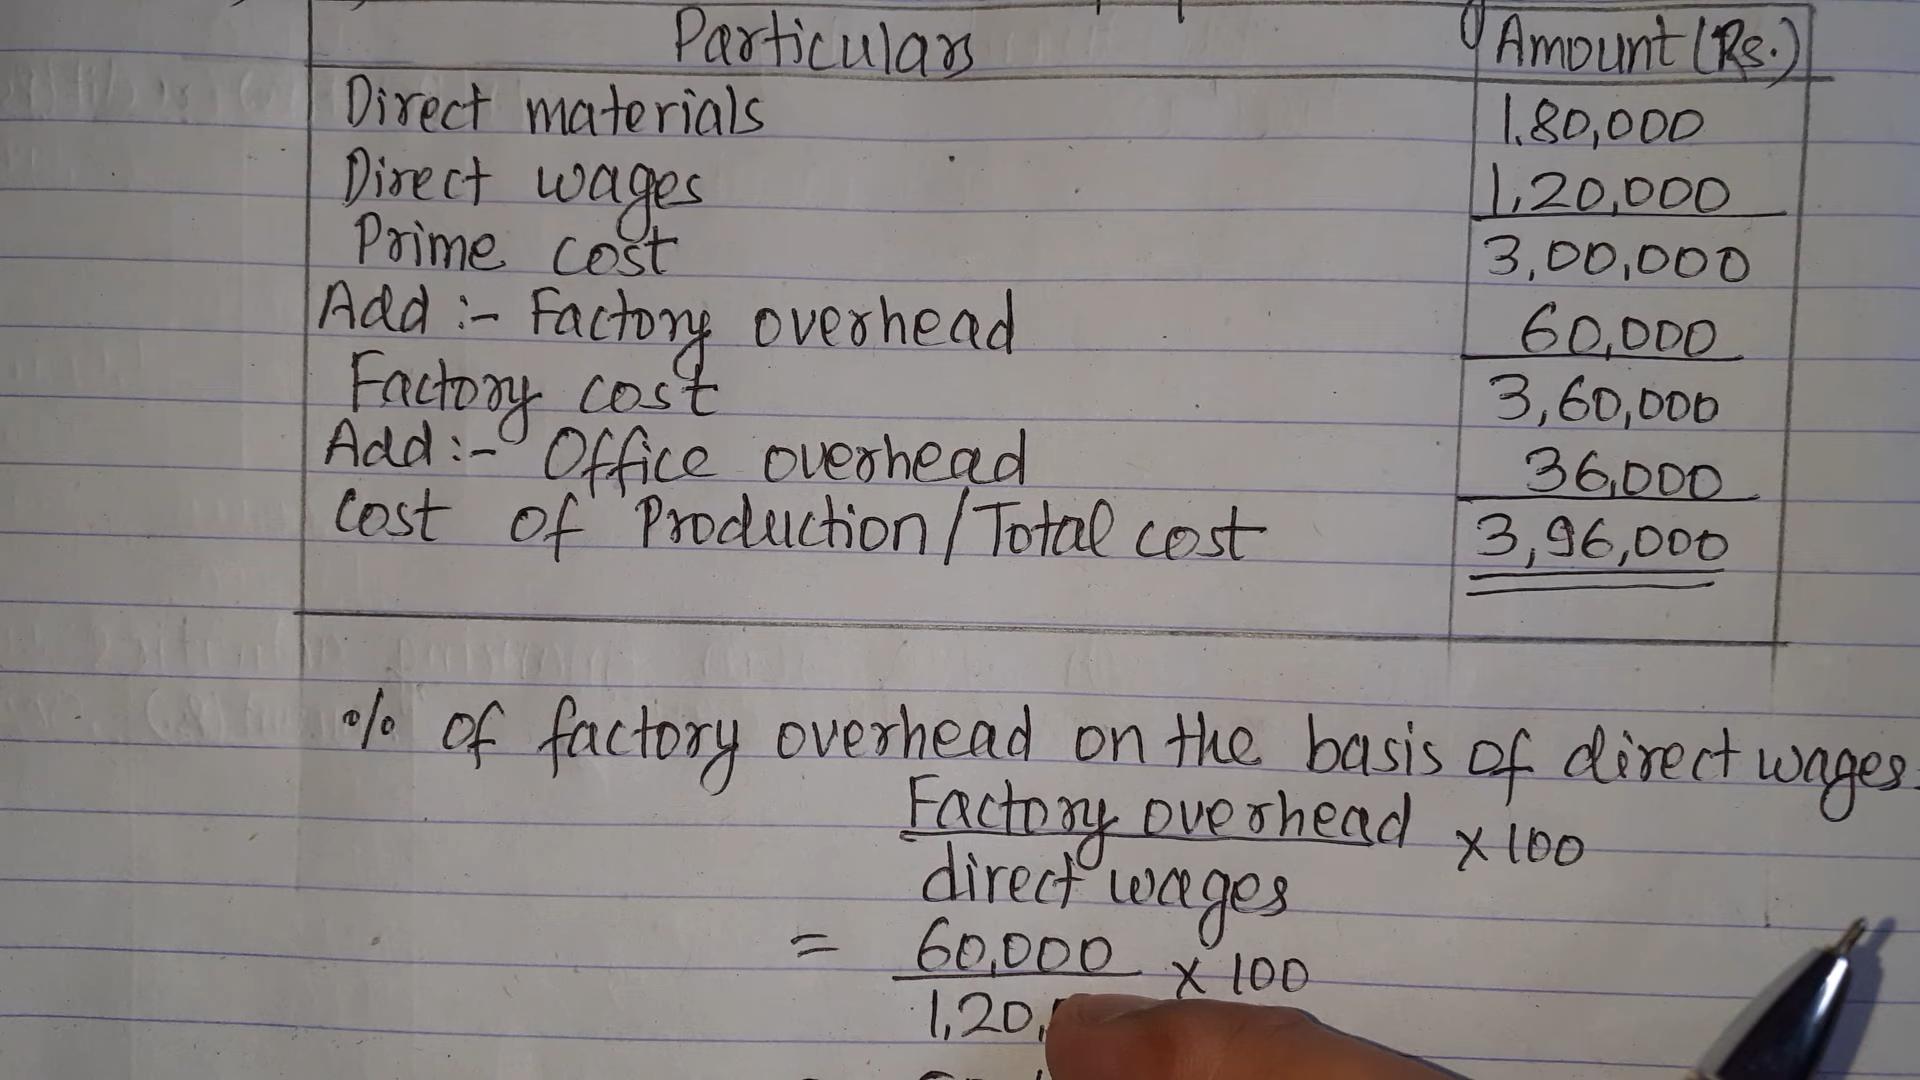 Particulars Amount (Rs.)
Direct materials 1,80,000
Direct wages 1,20,000
Prime cost 3,00,000
Add :- Factory overhead 60,000
Factory cost 3,60,000
Add :- Office overhead 36,000
Cost of Production/Total cost 3,96,000
% of factory overhead on the basis of direct wages
Factory overhead × 100
direct wages
= 60,000 × 100
1,20,